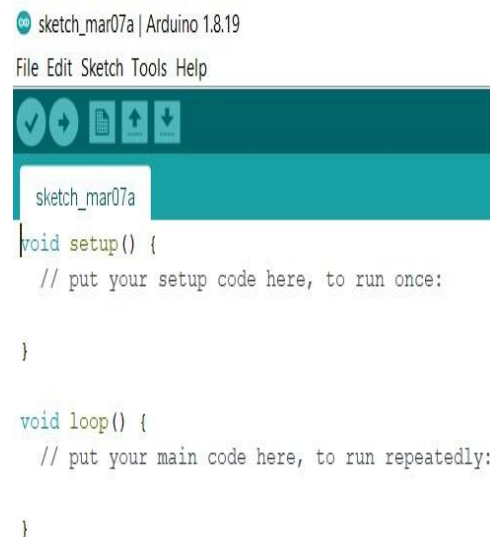 sketch_mar07a | Arduino 1.8.19
File Edit Sketch Tools Help
sketch_mar07a
void setup() {
  // put your setup code here, to run once:

}

void loop() {
  // put your main code here, to run repeatedly:

}